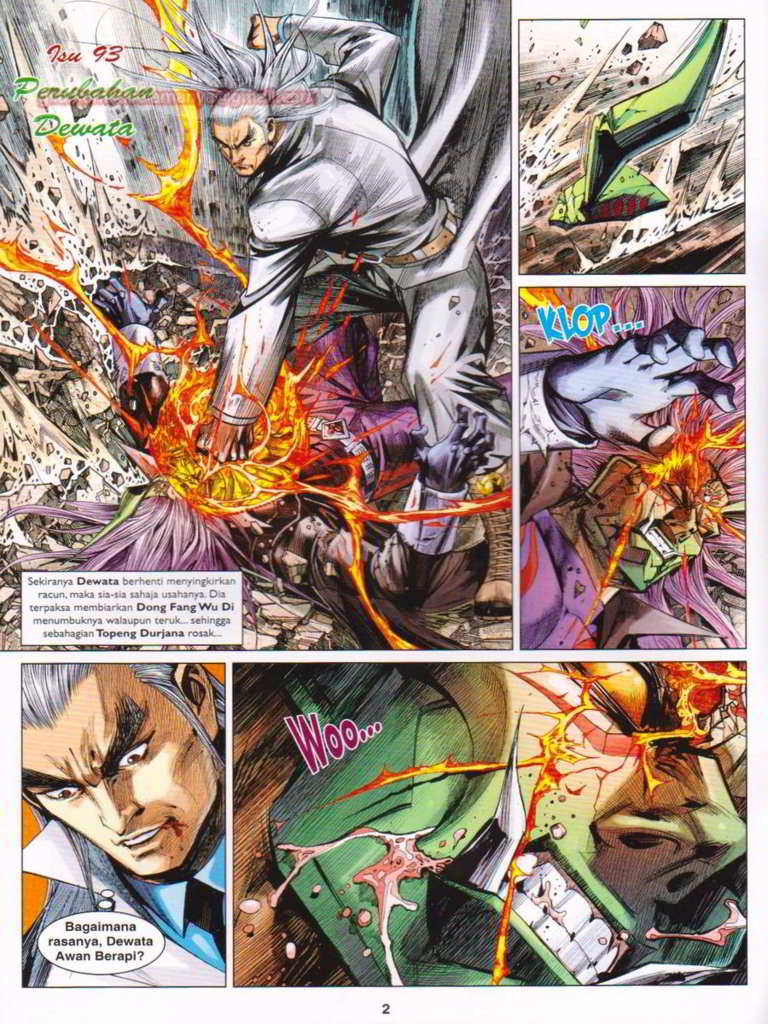 Isu 93
Perubahan
Dewata
KLOP...
Sekiranya Dewata berhenti menyingkirkan
racun, maka sia-sia sahaja usahanya. Dia
terpaksa membiarkan Dong Fang Wu Di
menumbuknya walaupun teruk... sehingga
sebahagian Topeng Durjana rosak...
WOO...
Bagaimana
rasanya, Dewata
Awan Berapi?
2